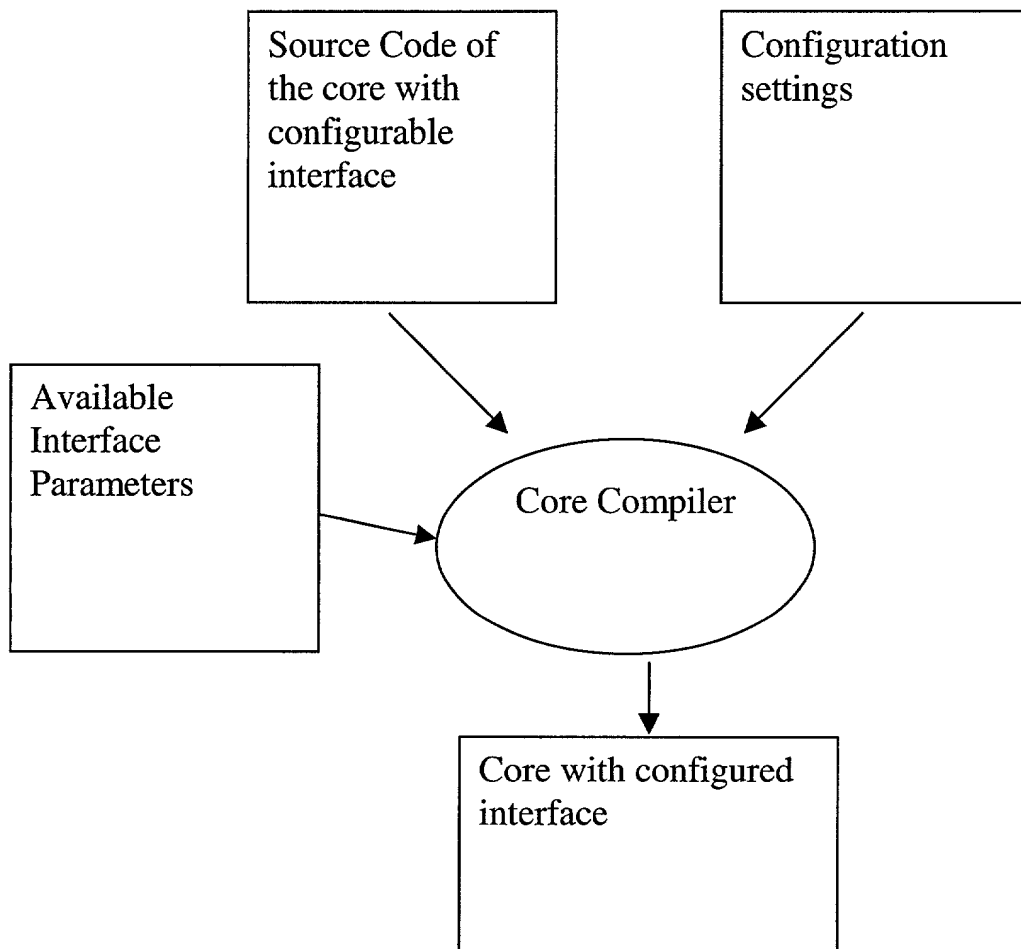 Source Code of
the core with
configurable
interface
Configuration
settings
Available
Interface
Parameters
Core Compiler
Core with configured
interface